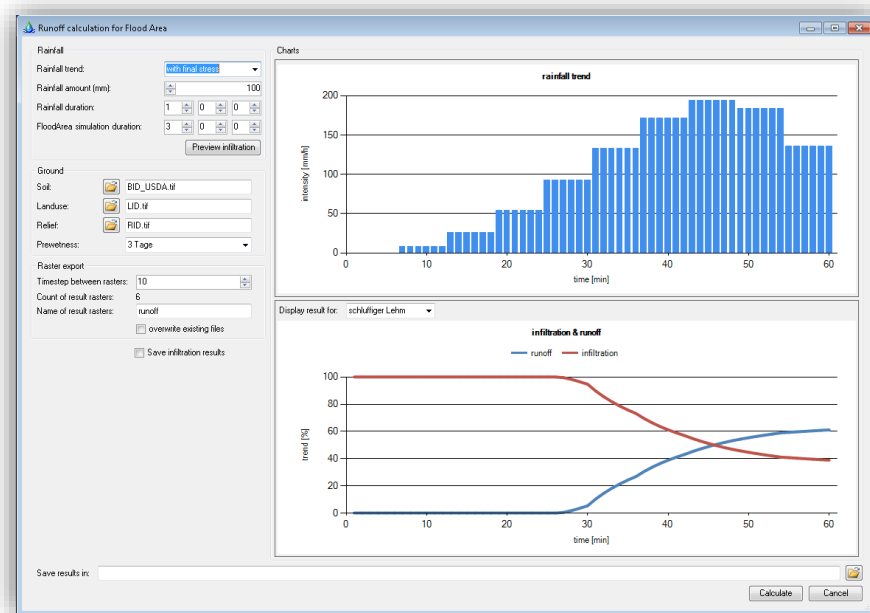 Runoff calculation for Flood Area
Rainfall
Rainfall trend: with final stress
Rainfall amount (mm): 100
Rainfall duration: 1 0 0
FloodArea simulation duration: 3 0 0
Preview infiltration
Ground
Soil: BID_USDA.tif
Landuse: LID.tif
Relief: RID.tif
Prewetness: 3 Tage
Raster export
Timestep between rasters: 10
Count of result rasters: 6
Name of result rasters: runoff
overwrite existing files
Save infiltration results
Charts
rainfall trend
intensity [mm/h]
200
150
100
50
0
0 10 20 30 40 50 60
time [min]
Display result for: schluffiger Lehm
infiltration & runoff
runoff infiltration
trend [%]
100
80
60
40
20
0
0 10 20 30 40 50 60
time [min]
Save results in:
Calculate Cancel